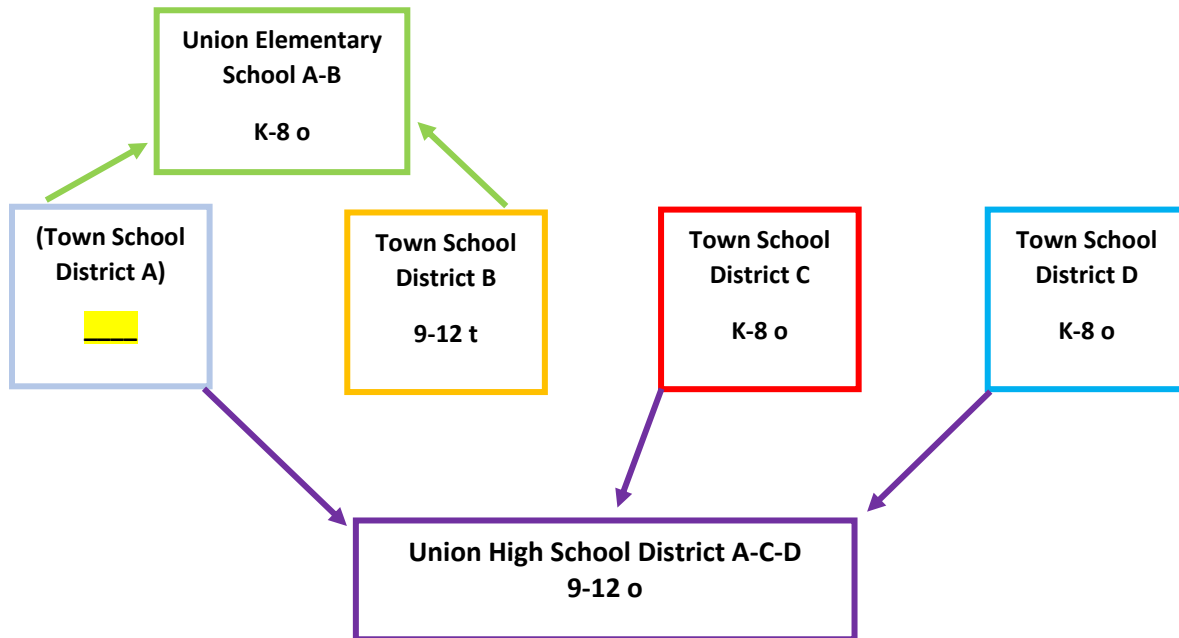 Union Elementary
School A-B
K-8 o
(Town School
District A)
____
Town School
District B
9-12 t
Town School
District C
K-8 o
Town School
District D
K-8 o
Union High School District A-C-D
9-12 o